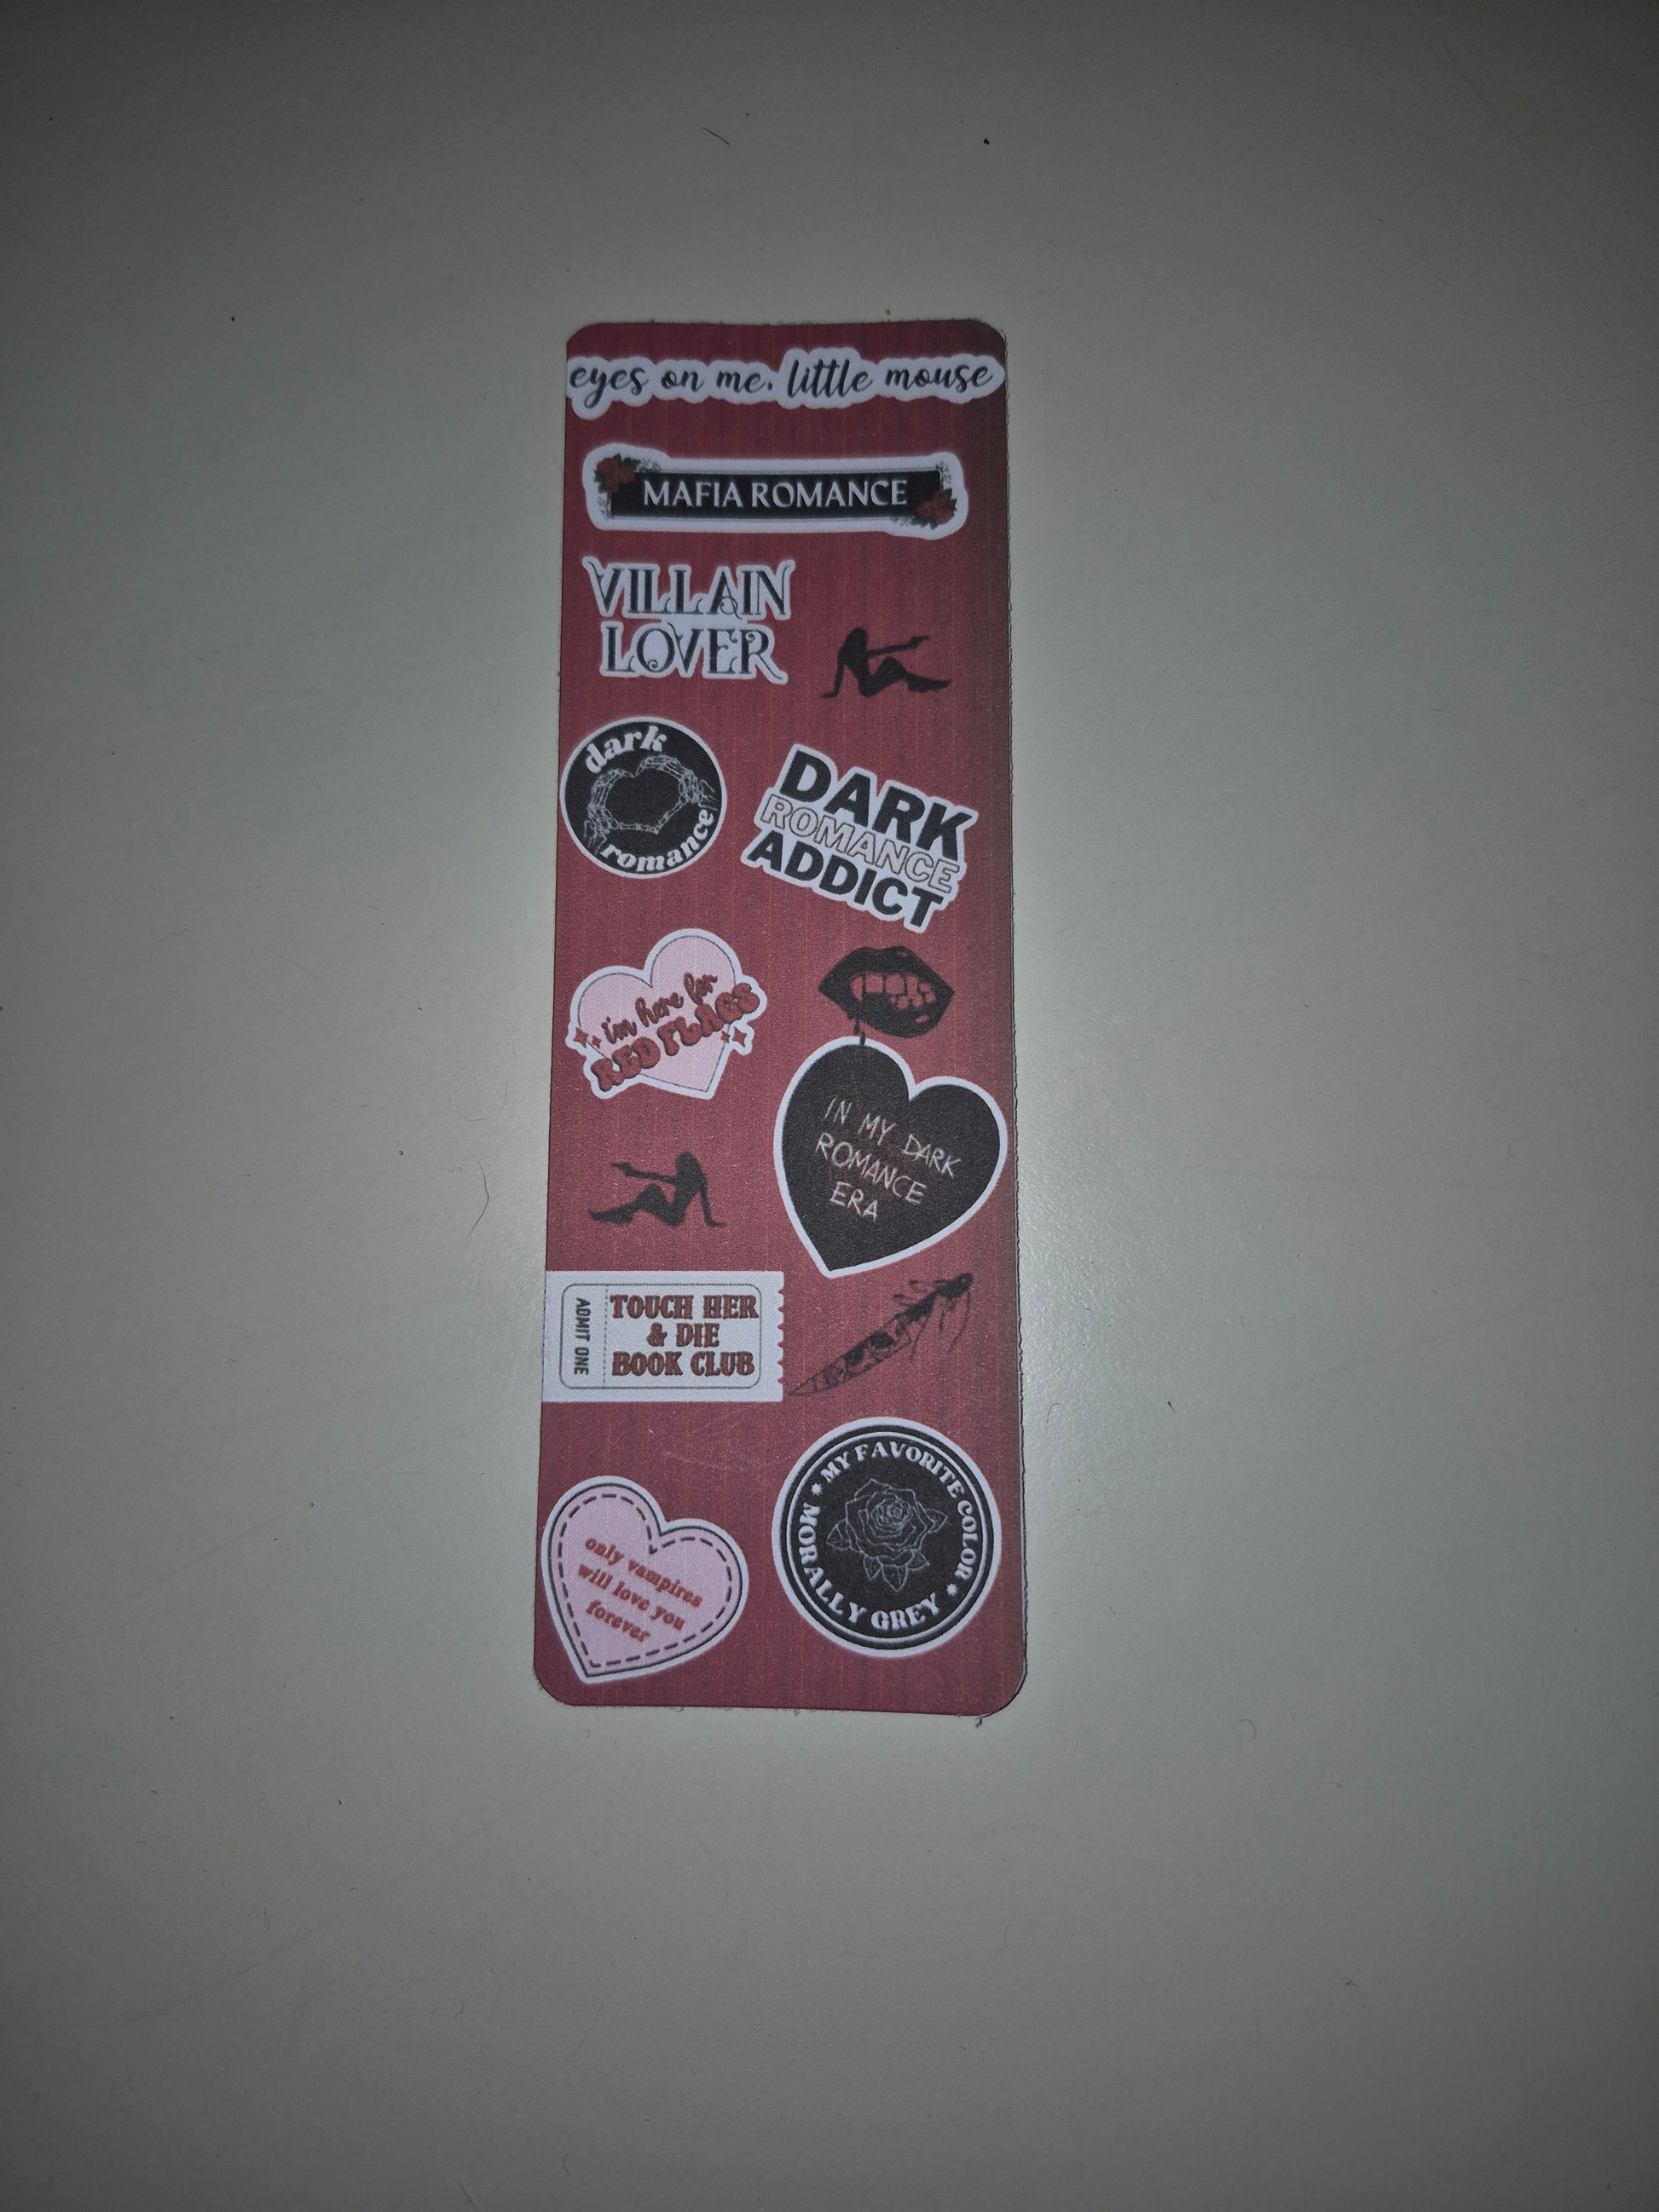 eyes on me, little mouse
MAFIA ROMANCE
VILLAIN
LOVER
dark
romance
DARK
ROMANCE
ADDICT
i'm here for
RED FLAGS
IN MY DARK
ROMANCE
ERA
ADMIT ONE
TOUCH HER
& DIE
BOOK CLUB
MY FAVORITE COLOR
MORALLY GREY
only vampires
will love you
forever